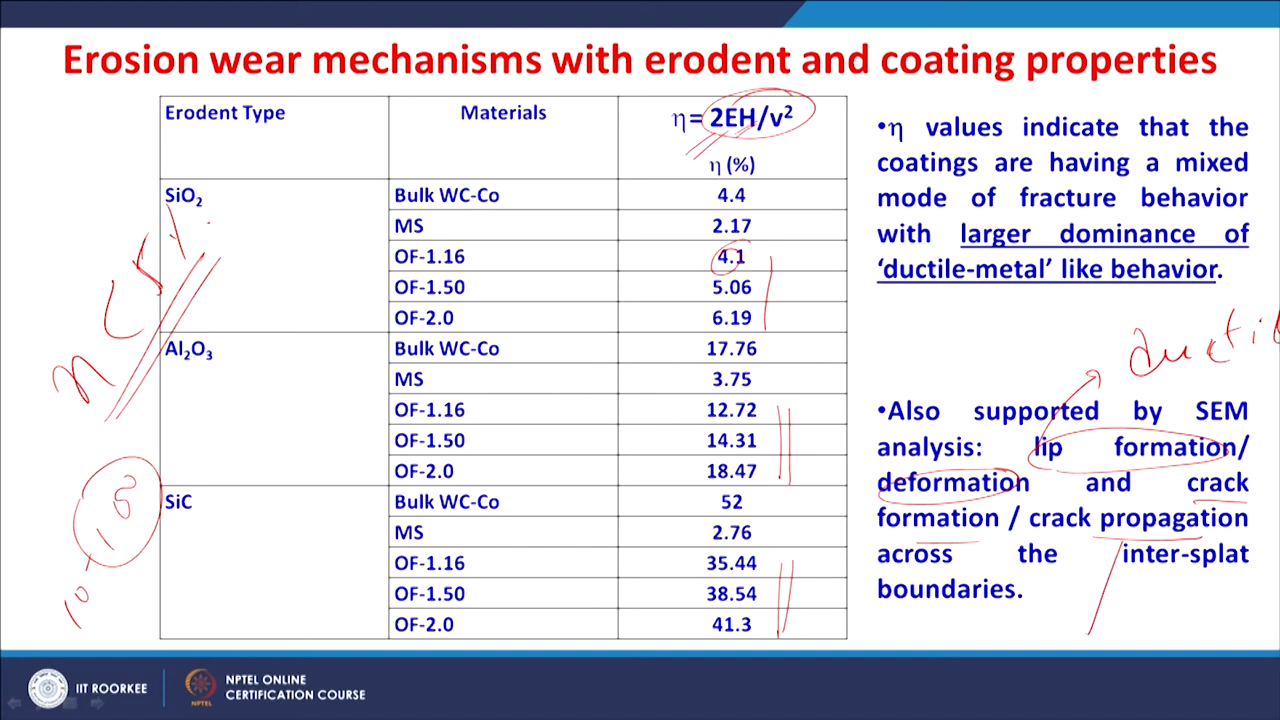 Erosion wear mechanisms with erodent and coating properties
Erodent Type Materials η= 2EH/v²
η (%)
SiO₂ Bulk WC-Co 4.4
MS 2.17
OF-1.16 4.1
OF-1.50 5.06
OF-2.0 6.19
Al₂O₃ Bulk WC-Co 17.76
MS 3.75
OF-1.16 12.72
OF-1.50 14.31
OF-2.0 18.47
SiC Bulk WC-Co 52
MS 2.76
OF-1.16 35.44
OF-1.50 38.54
OF-2.0 41.3
•η values indicate that the
coatings are having a mixed
mode of fracture behavior
with larger dominance of
‘ductile-metal’ like behavior.
•Also supported by SEM
analysis: lip formation/
deformation and crack
formation / crack propagation
across the inter-splat
boundaries.
IIT ROORKEE
NPTEL ONLINE
CERTIFICATION COURSE
NPTEL